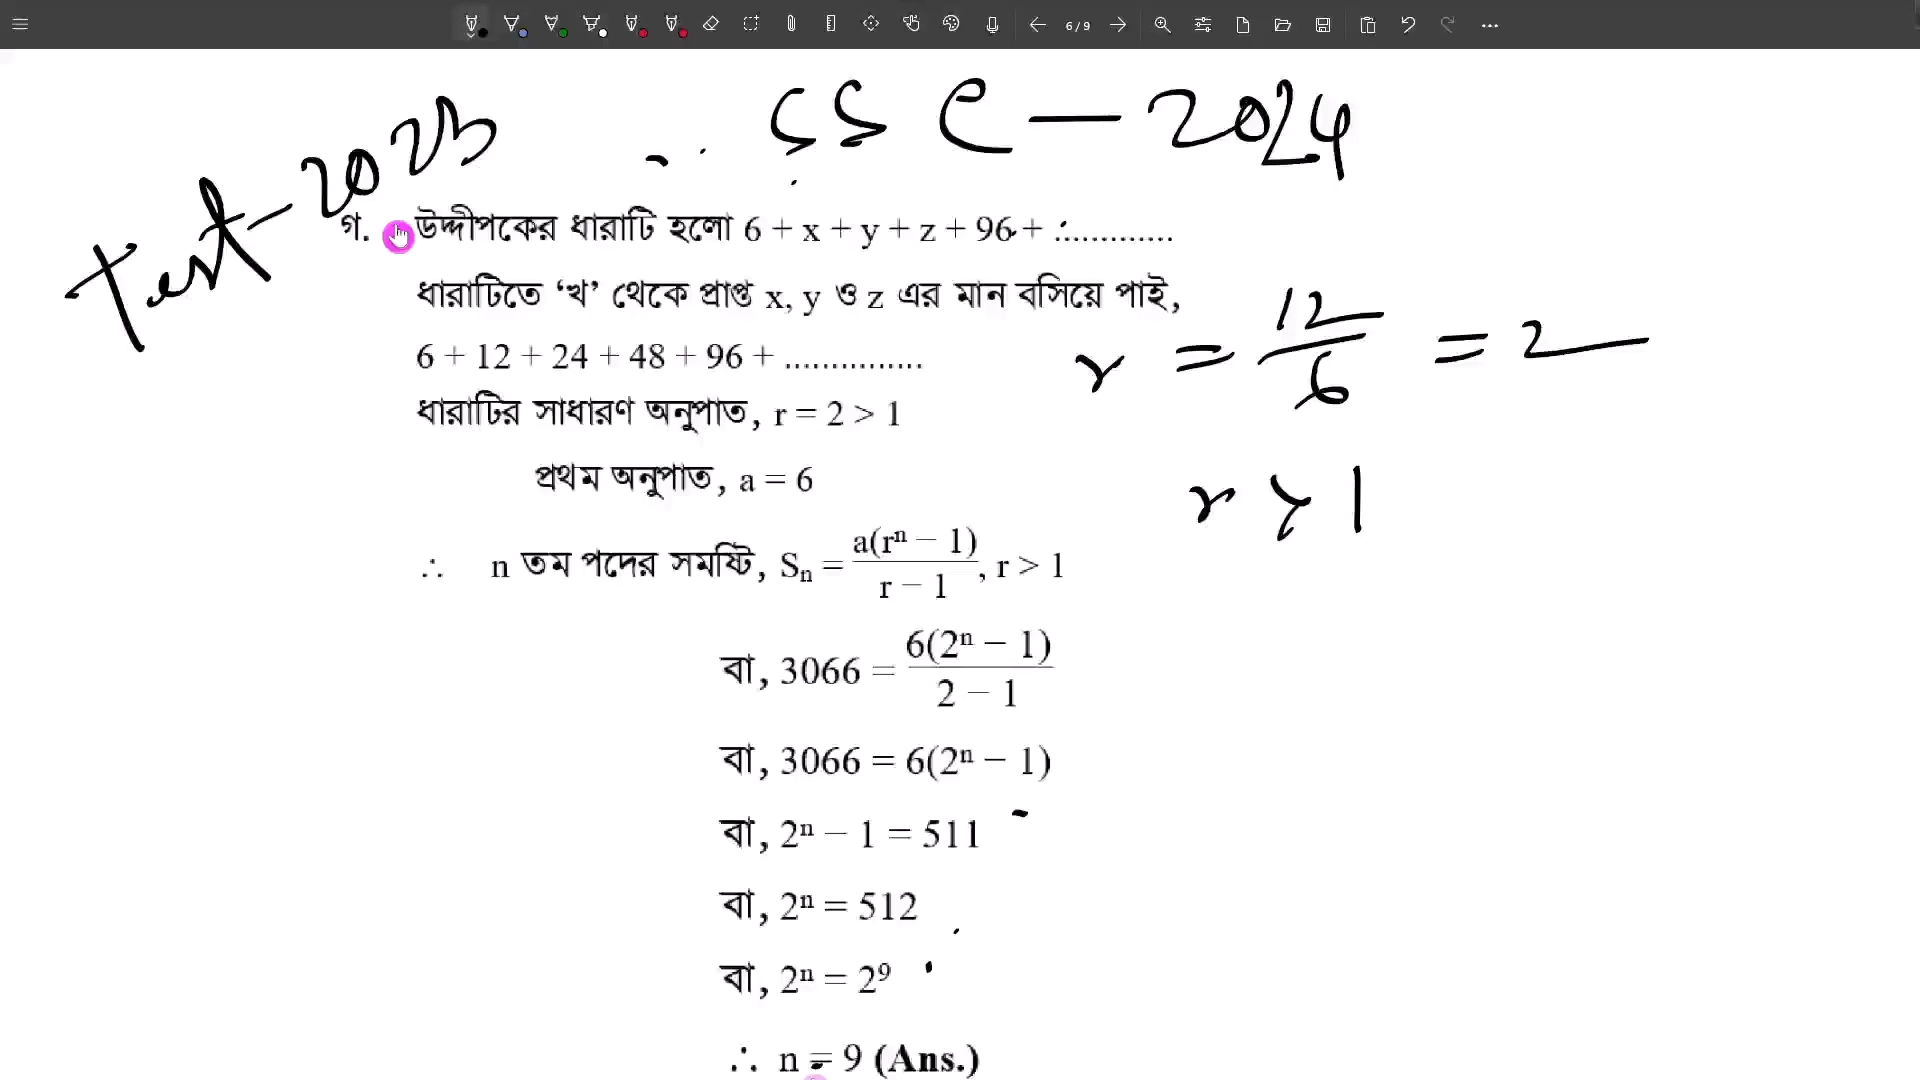 6/9
SSC - 2024
Test-2023
গ. উদ্দীপকের ধারাটি হলো 6 + x + y + z + 96 + .............
ধারাটিতে ‘খ’ থেকে প্রাপ্ত x, y ও z এর মান বসিয়ে পাই,
6 + 12 + 24 + 48 + 96 + ...............
r = 12/6 = 2
ধারাটির সাধারণ অনুপাত, r = 2 > 1
প্রথম অনুপাত, a = 6
r > 1
∴ n তম পদের সমষ্টি, Sₙ = a(rⁿ − 1)/r − 1, r > 1
বা, 3066 = 6(2ⁿ − 1)/2 − 1
বা, 3066 = 6(2ⁿ − 1)
বা, 2ⁿ − 1 = 511
বা, 2ⁿ = 512
বা, 2ⁿ = 2⁹
∴ n = 9 (Ans.)